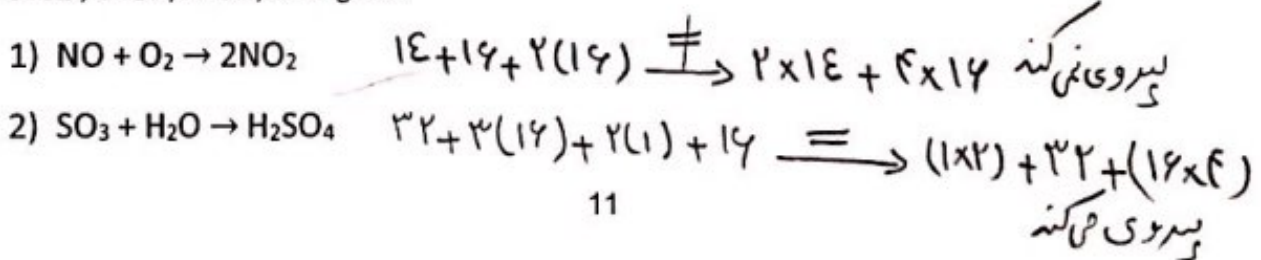 1) NO + O₂ → 2NO₂ ۱٤+۱۶+۲(۱۶) ≠→ ۲×۱٤ + ۴×۱۶ پیروی نمی‌کند
2) SO₃ + H₂O → H₂SO₄ ۳۲+۳(۱۶)+۲(۱)+۱۶ =→ (۱×۲)+۳۲+(۱۶×۴)
پیروی می‌کند
11